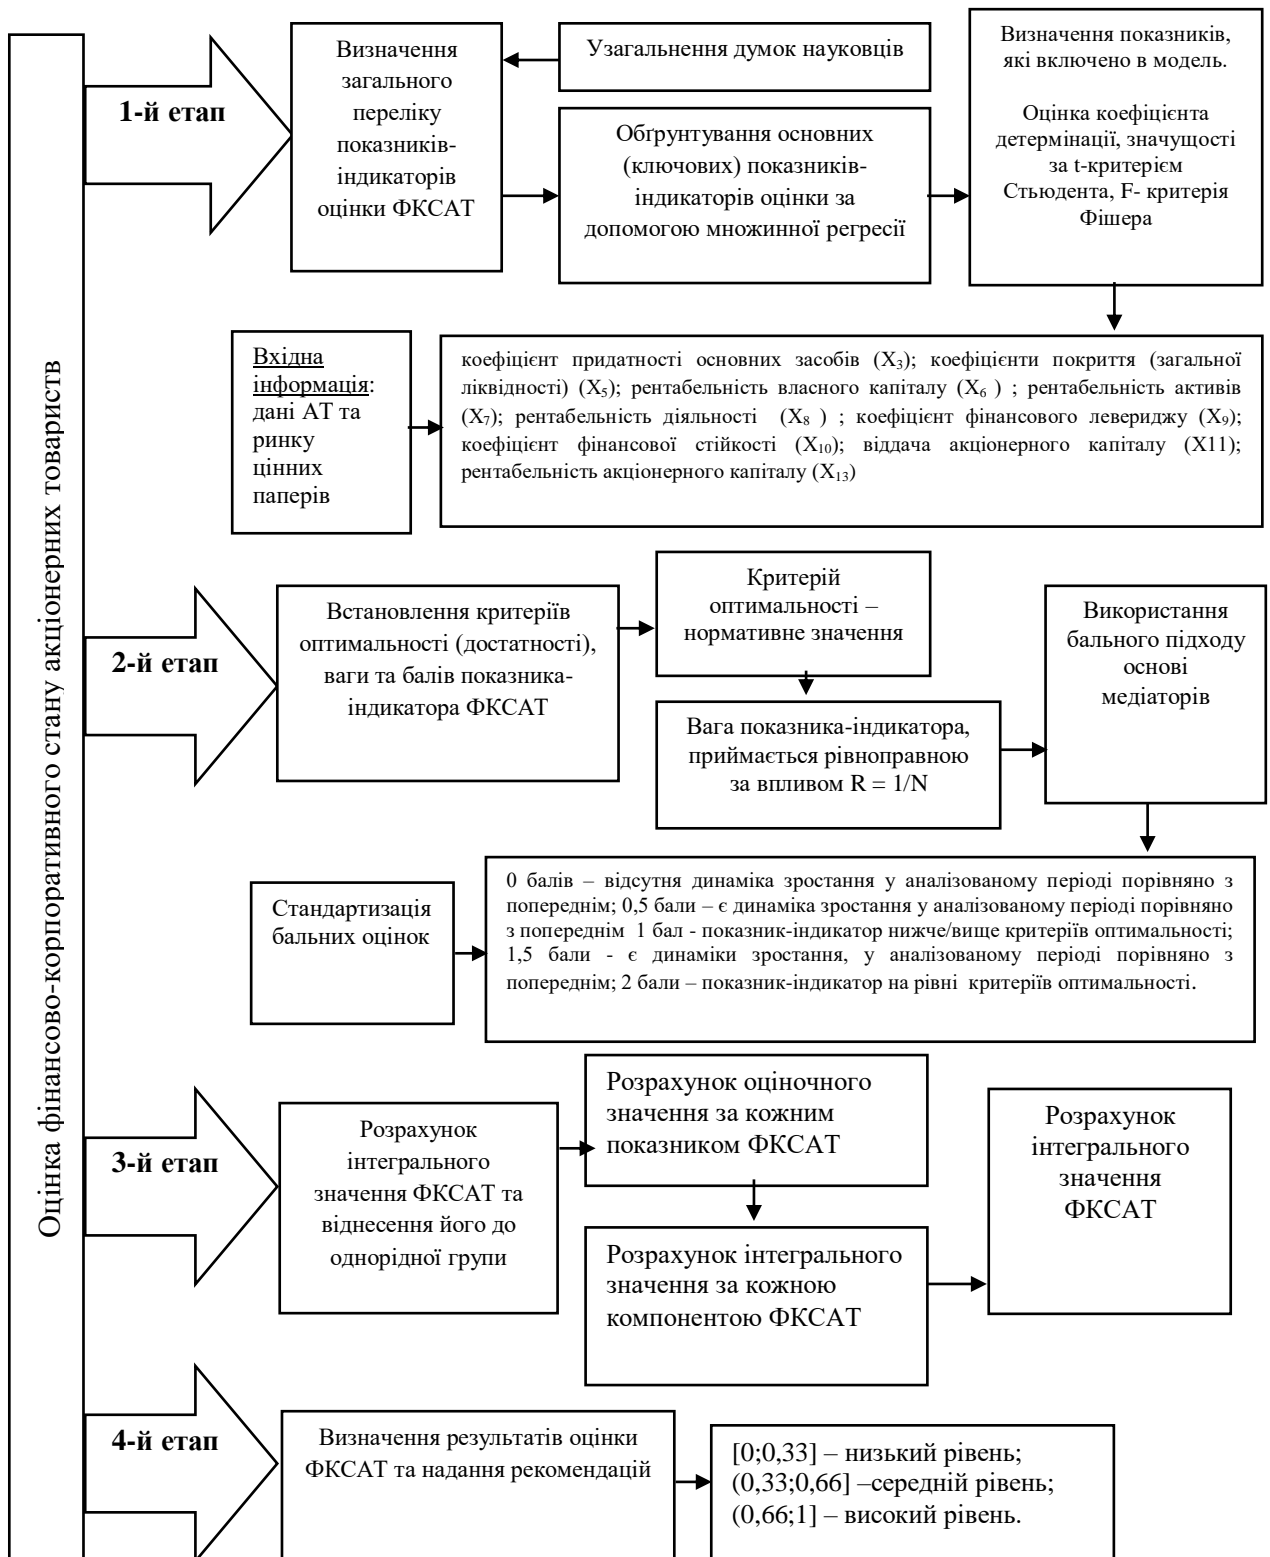 Оцінка фінансово-корпоративного стану акціонерних товариств
1-й етап
Визначення
загального
переліку
показників-
індикаторів
оцінки ФКСАТ
Узагальнення думок науковців
Обґрунтування основних
(ключових) показників-
індикаторів оцінки за
допомогою множинної регресії
Визначення показників,
які включено в модель.
Оцінка коефіцієнта
детермінації, значущості
за t-критерієм
Стьюдента, F- критерія
Фішера
Вхідна
інформація:
дані АТ та
ринку
цінних
паперів
коефіцієнт придатності основних засобів (X₃); коефіцієнти покриття (загальної
ліквідності) (X₅); рентабельність власного капіталу (X₆ ) ; рентабельність активів
(X₇); рентабельність діяльності (X₈ ) ; коефіцієнт фінансового левериджу (X₉);
коефіцієнт фінансової стійкості (X₁₀); віддача акціонерного капіталу (X11);
рентабельність акціонерного капіталу (X₁₃)
2-й етап
Встановлення критеріїв
оптимальності (достатності),
ваги та балів показника-
індикатора ФКСАТ
Критерій
оптимальності –
нормативне значення
Вага показника-індикатора,
приймається рівноправною
за впливом R = 1/N
Використання
бального підходу
основі
медіаторів
Стандартизація
бальних оцінок
0 балів – відсутня динаміка зростання у аналізованому періоді порівняно з
попереднім; 0,5 бали – є динаміка зростання у аналізованому періоді порівняно
з попереднім 1 бал - показник-індикатор нижче/вище критеріїв оптимальності;
1,5 бали - є динаміки зростання, у аналізованому періоді порівняно з
попереднім; 2 бали – показник-індикатор на рівні критеріїв оптимальності.
3-й етап
Розрахунок
інтегрального
значення ФКСАТ та
віднесення його до
однорідної групи
Розрахунок оціночного
значення за кожним
показником ФКСАТ
Розрахунок інтегрального
значення за кожною
компонентою ФКСАТ
Розрахунок
інтегрального
значення
ФКСАТ
4-й етап
Визначення результатів оцінки
ФКСАТ та надання рекомендацій
[0;0,33] – низький рівень;
(0,33;0,66] –середній рівень;
(0,66;1] – високий рівень.